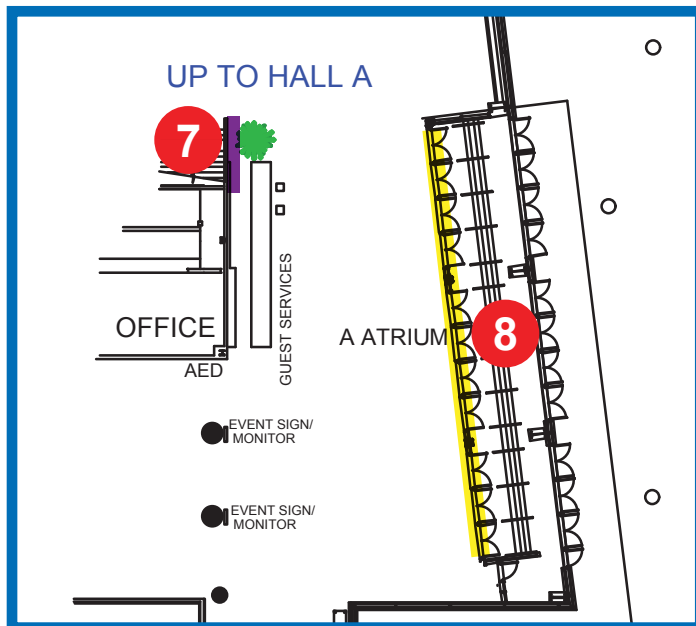 UP TO HALL A
7
GUEST SERVICES
OFFICE
A ATRIUM
8
AED
EVENT SIGN/
MONITOR
EVENT SIGN/
MONITOR